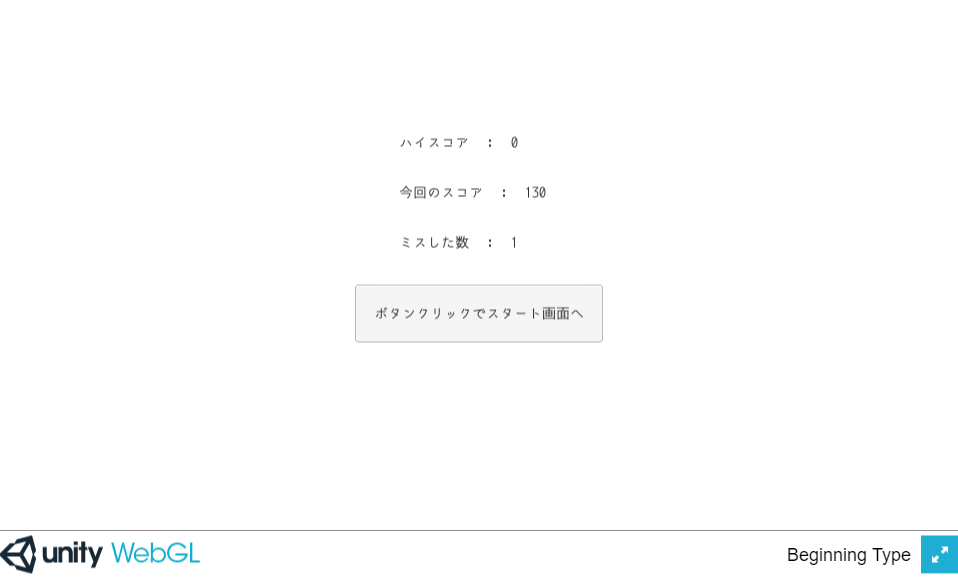 ハイスコア : 0
今回のスコア : 130
ミスした数 : 1
ボタンクリックでスタート画面へ
unity WebGL
Beginning Type